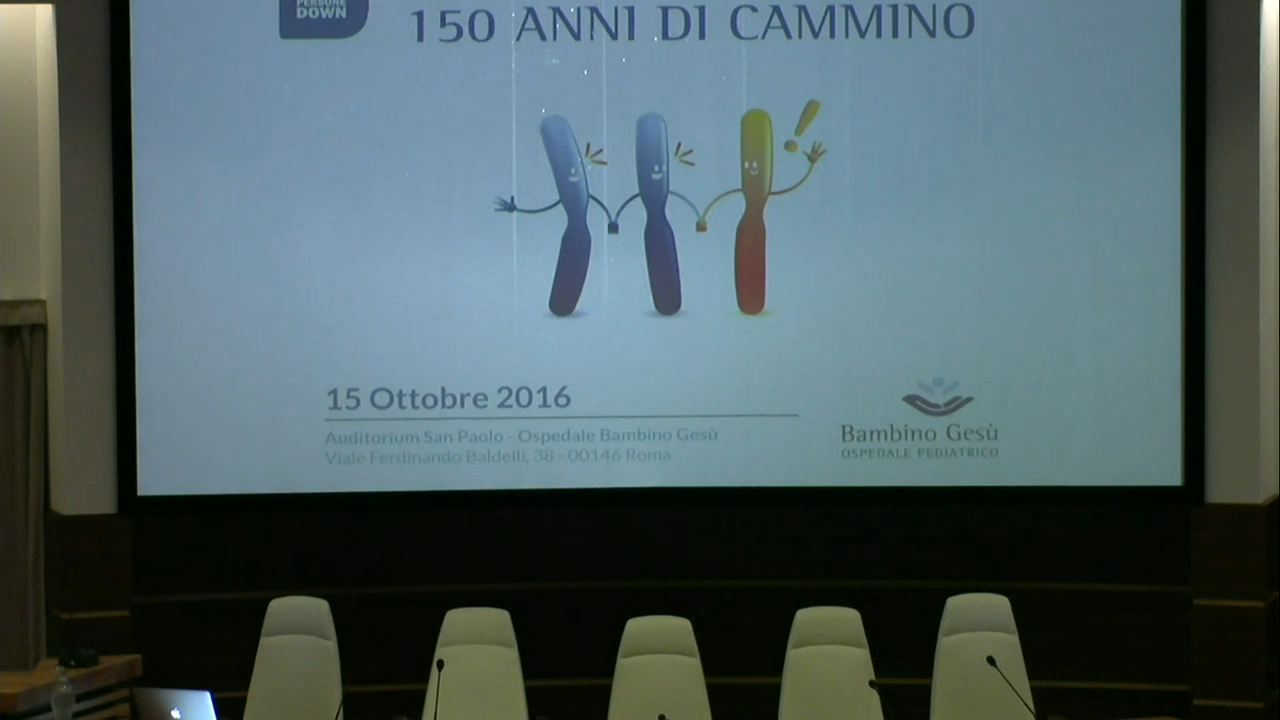 PERSONE
DOWN
150 ANNI DI CAMMINO
15 Ottobre 2016
Auditorium San Paolo - Ospedale Bambino Gesù
Viale Ferdinando Baldelli, 38 - 00146 Roma
Bambino Gesù
OSPEDALE PEDIATRICO